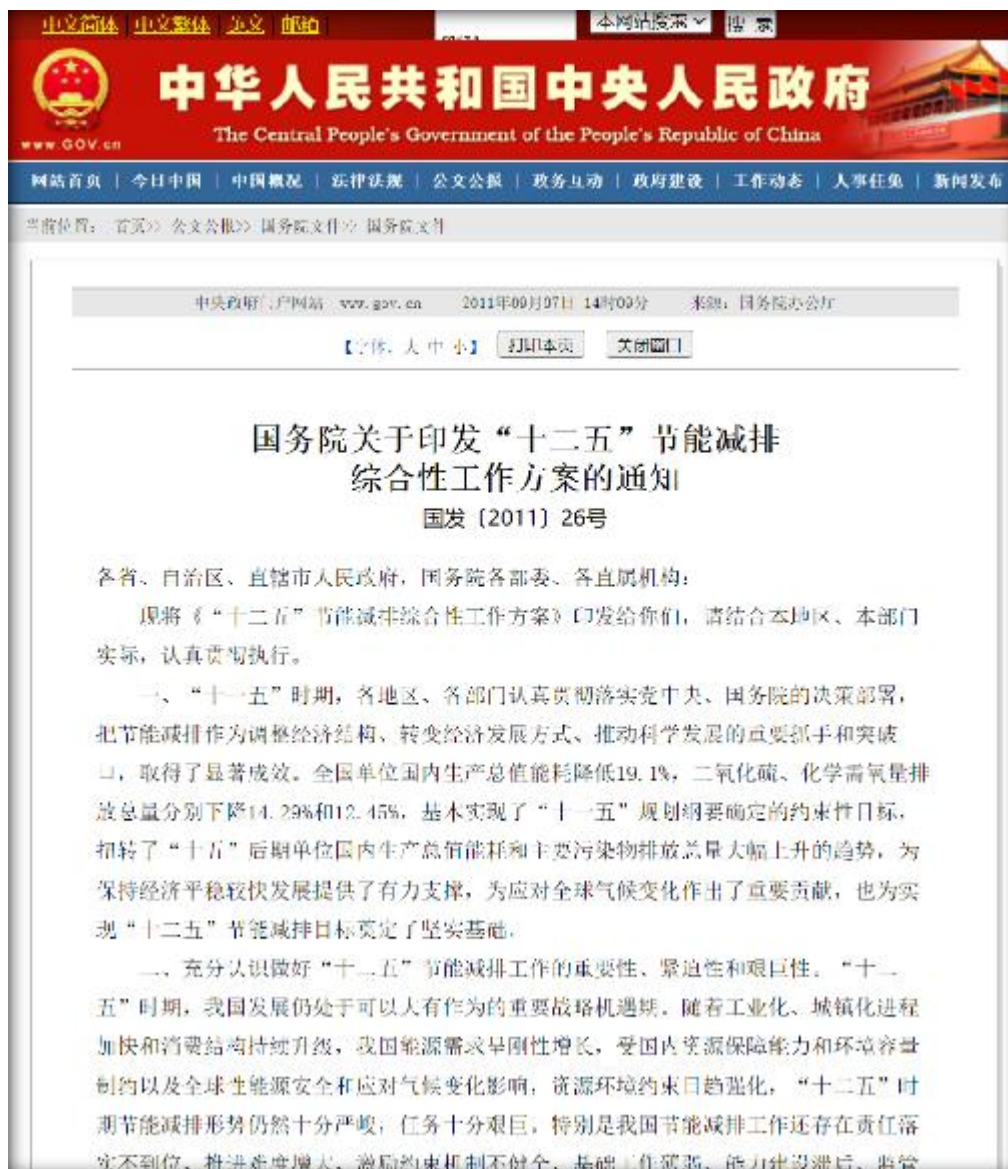 中文简体 | 中文繁体 | 英文 | 邮箱 本网站搜索 搜 索
中华人民共和国中央人民政府
The Central People's Government of the People's Republic of China
www.GOV.cn
网站首页 | 今日中国 | 中国概况 | 法律法规 | 公文公报 | 政务互动 | 政府建设 | 工作动态 | 人事任免 | 新闻发布
当前位置: 首页>> 公文公报>> 国务院文件>> 国务院文件
中央政府门户网站 www.gov.cn 2011年09月07日 14时09分 来源: 国务院办公厅
【字体: 大 中 小】 打印本页 关闭窗口
国务院关于印发“十二五”节能减排
综合性工作方案的通知
国发〔2011〕26号
各省、自治区、直辖市人民政府，国务院各部委、各直属机构：
现将《“十二五”节能减排综合性工作方案》印发给你们，请结合本地区、本部门
实际，认真贯彻执行。
一、“十一五”时期，各地区、各部门认真贯彻落实党中央、国务院的决策部署，
把节能减排作为调整经济结构、转变经济发展方式、推动科学发展的重要抓手和突破
口，取得了显著成效。全国单位国内生产总值能耗降低19.1%，二氧化硫、化学需氧量排
放总量分别下降14.29%和12.45%，基本实现了“十一五”规划纲要确定的约束性目标，
扭转了“十五”后期单位国内生产总值能耗和主要污染物排放总量大幅上升的趋势，为
保持经济平稳较快发展提供了有力支撑，为应对全球气候变化作出了重要贡献，也为实
现“十二五”节能减排目标奠定了坚实基础。
二、充分认识做好“十二五”节能减排工作的重要性、紧迫性和艰巨性。“十二
五”时期，我国发展仍处于可以大有作为的重要战略机遇期。随着工业化、城镇化进程
加快和消费结构持续升级，我国能源需求呈刚性增长，受国内资源保障能力和环境容量
制约以及全球性能源安全和应对气候变化影响，资源环境约束日趋强化，“十二五”时
期节能减排形势仍然十分严峻，任务十分艰巨。特别是我国节能减排工作还存在责任落
实不到位、推进难度增大、激励约束机制不健全、基础工作薄弱、能力建设滞后、监管